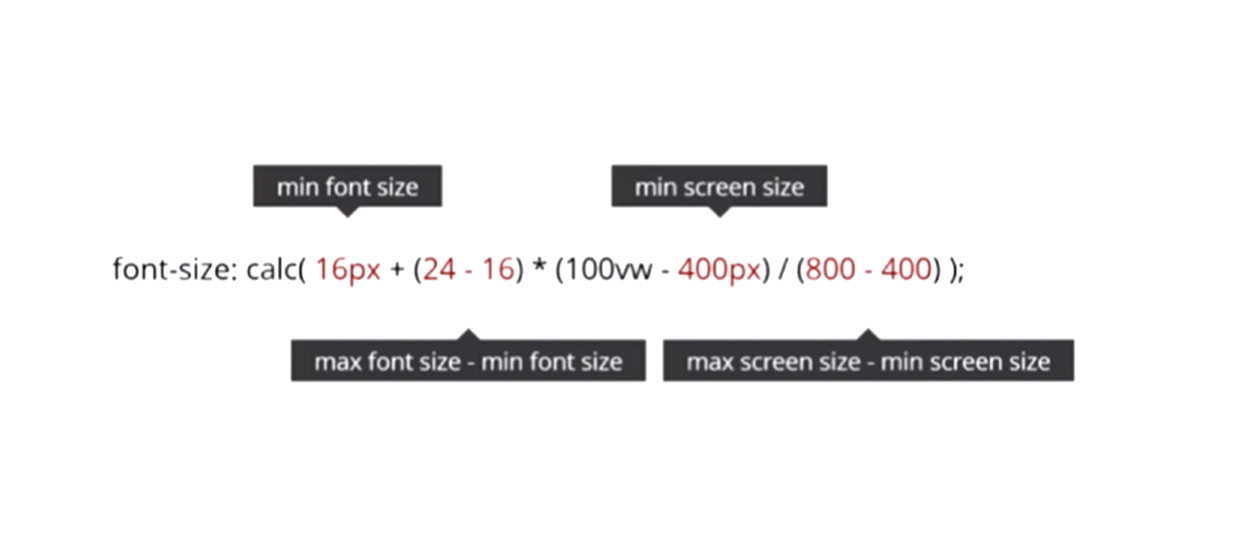 min font size
min screen size
font-size: calc( 16px + (24 - 16) * (100vw - 400px) / (800 - 400) );
max font size - min font size
max screen size - min screen size